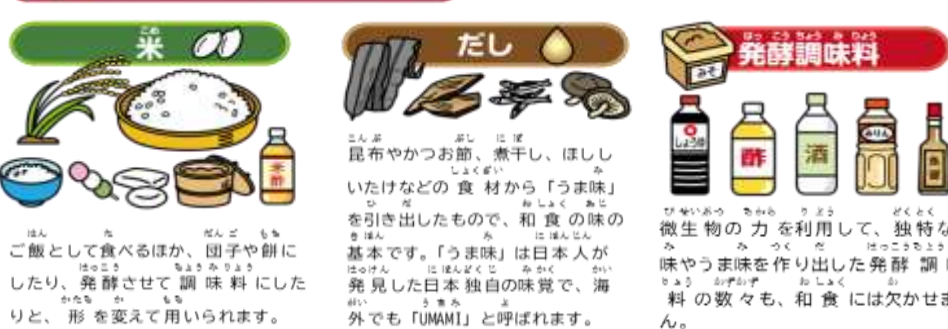 米
ご飯として食べるほか、団子や餅に
したり、発酵させて調味料にした
りと、形を変えて用いられます。
米酢
だし
昆布やかつお節、煮干し、ほしし
いたけなどの食材から「うま味」
を引き出したもので、和食の味の
基本です。「うま味」は日本人が
発見した日本独自の味覚で、海
外でも「UMAMI」と呼ばれます。
発酵調味料
みそ
しょうゆ
酢
酒
みりん
微生物の力を利用して、独特な
味やうま味を作り出した発酵調
料の数々も、和食には欠かせま
ん。